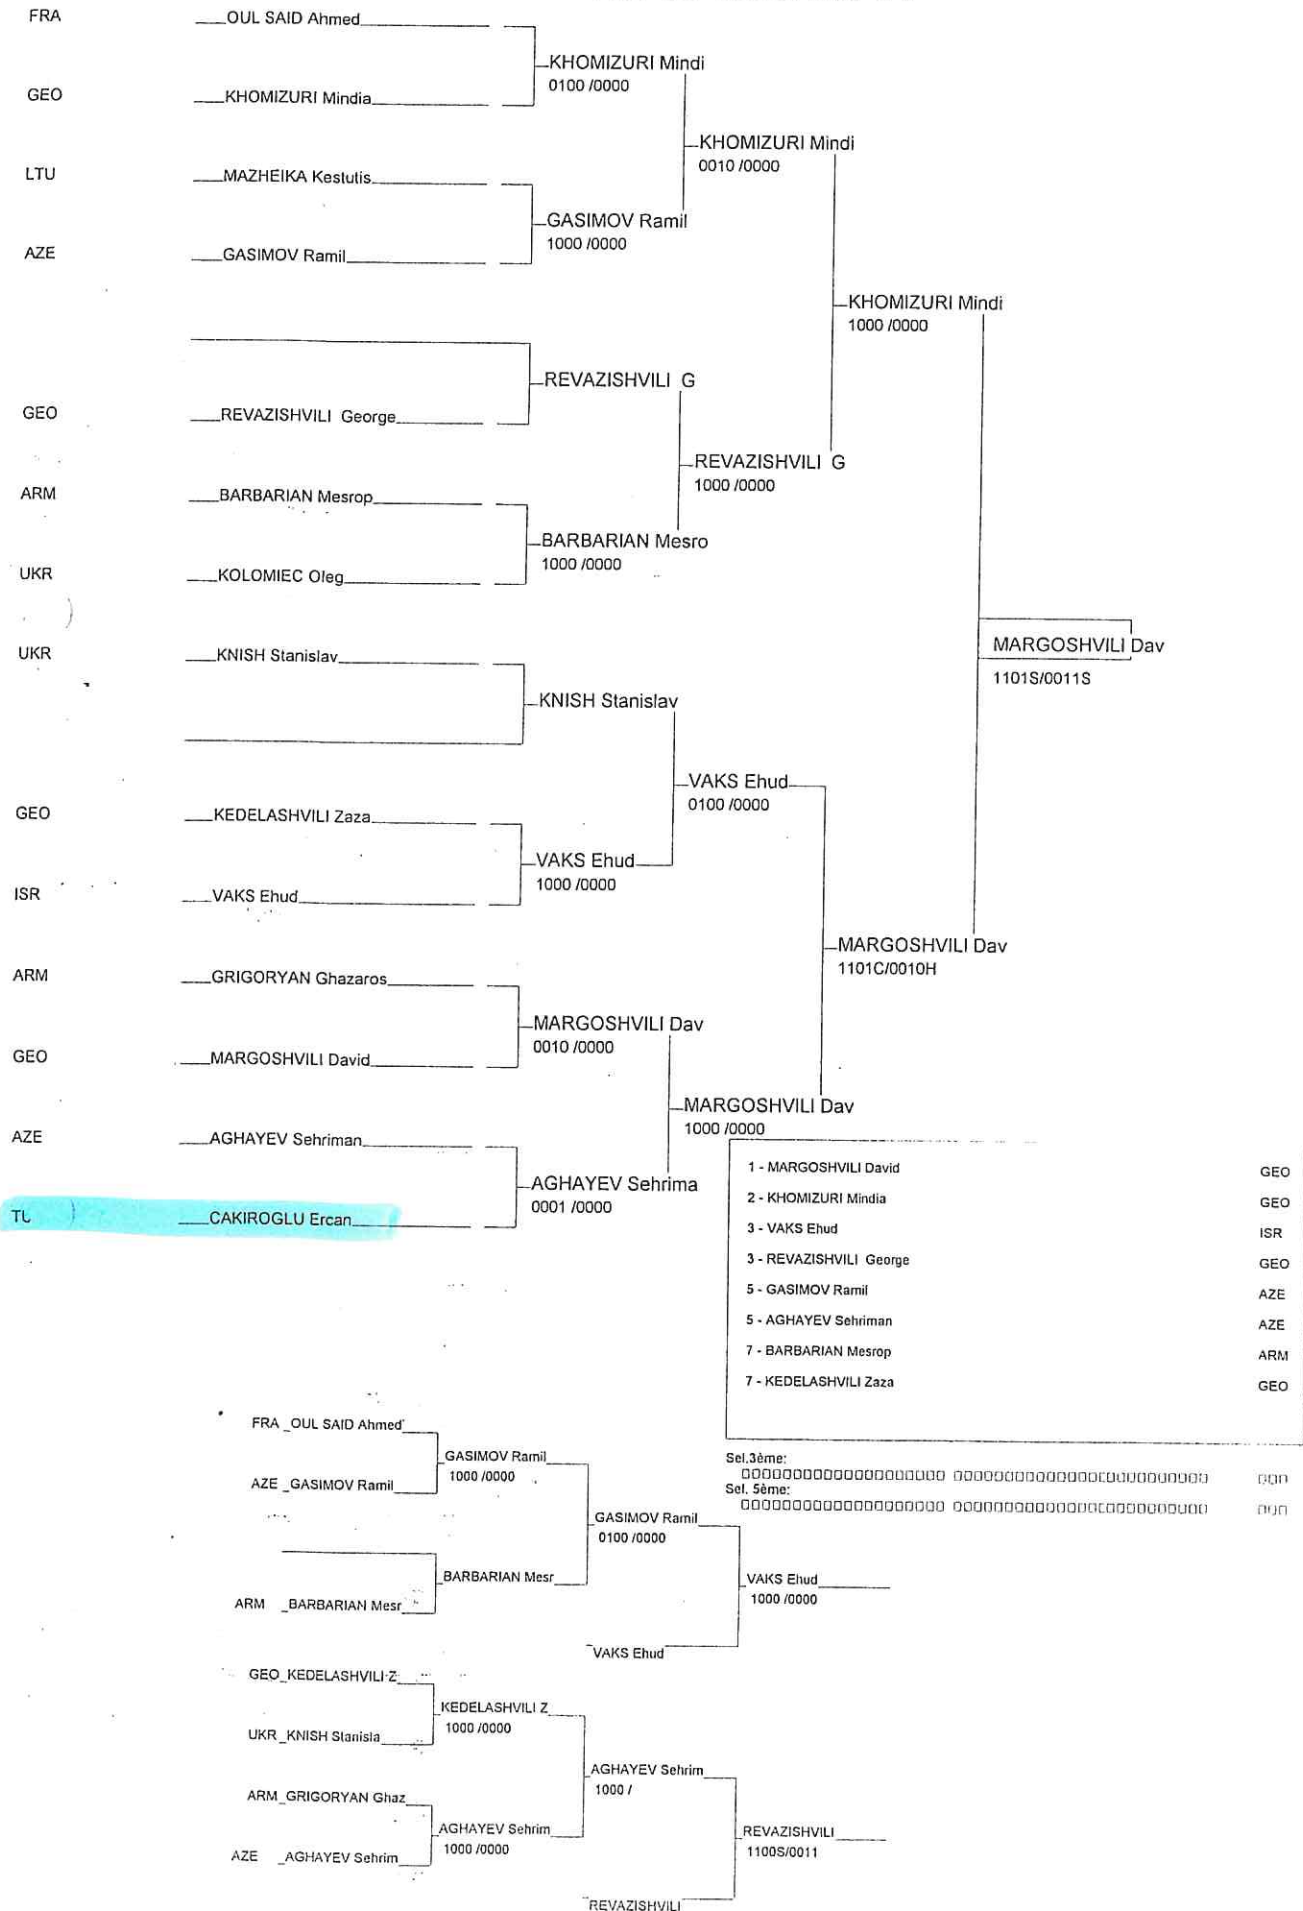 FRA OUL SAID Ahmed
KHOMIZURI Mindi
0100 /0000
GEO KHOMIZURI Mindia
KHOMIZURI Mindi
0010 /0000
LTU MAZHEIKA Kestutis
GASIMOV Ramil
1000 /0000
AZE GASIMOV Ramil
KHOMIZURI Mindi
1000 /0000
REVAZISHVILI G
GEO REVAZISHVILI George
REVAZISHVILI G
1000 /0000
ARM BARBARIAN Mesrop
BARBARIAN Mesro
1000 /0000
UKR KOLOMIEC Oleg
MARGOSHVILI Dav
1101S/0011S
UKR KNISH Stanislav
KNISH Stanislav
VAKS Ehud
0100 /0000
GEO KEDELASHVILI Zaza
VAKS Ehud
1000 /0000
ISR VAKS Ehud
MARGOSHVILI Dav
1101C/0010H
ARM GRIGORYAN Ghazaros
MARGOSHVILI Dav
0010 /0000
GEO MARGOSHVILI David
MARGOSHVILI Dav
1000 /0000
AZE AGHAYEV Sehriman
AGHAYEV Sehrima
0001 /0000
CAKIROGLU Ercan
1 - MARGOSHVILI David GEO
2 - KHOMIZURI Mindia GEO
3 - VAKS Ehud ISR
3 - REVAZISHVILI George GEO
5 - GASIMOV Ramil AZE
5 - AGHAYEV Sehriman AZE
7 - BARBARIAN Mesrop ARM
7 - KEDELASHVILI Zaza GEO
Sel.3ème:
Sel. 5ème:
FRA OUL SAID Ahmed
GASIMOV Ramil
1000 /0000
AZE GASIMOV Ramil
GASIMOV Ramil
0100 /0000
BARBARIAN Mesr
ARM BARBARIAN Mesr
VAKS Ehud
1000 /0000
VAKS Ehud
GEO KEDELASHVILI Z
KEDELASHVILI Z
1000 /0000
UKR KNISH Stanisla
AGHAYEV Sehrim
1000 /
ARM GRIGORYAN Ghaz
AGHAYEV Sehrim
1000 /0000
AZE AGHAYEV Sehrim
REVAZISHVILI
1100S/0011
REVAZISHVILI